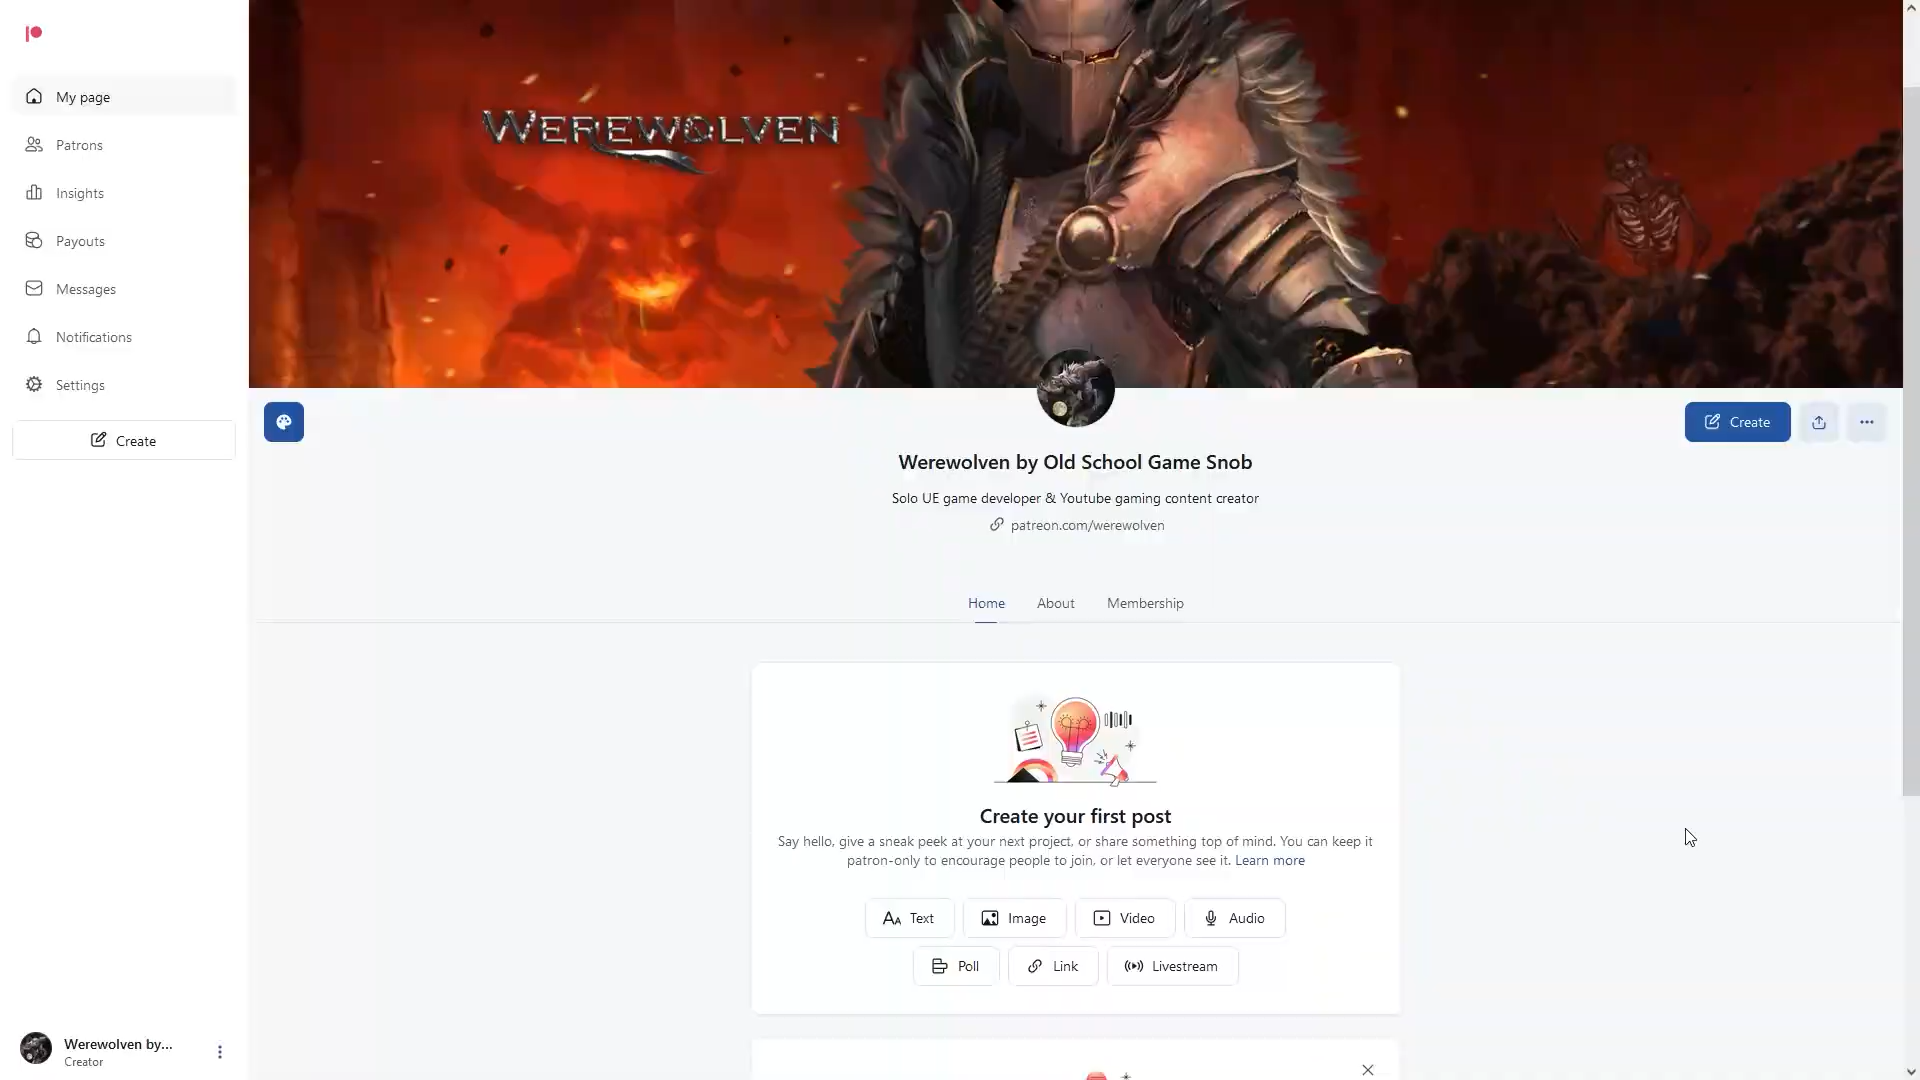 My page
Patrons
Insights
Payouts
Messages
Notifications
Settings
Create
Werewolven by...
Creator
WEREWOLVEN
Create
Werewolven by Old School Game Snob
Solo UE game developer & Youtube gaming content creator
patreon.com/werewolven
Home About Membership
Create your first post
Say hello, give a sneak peek at your next project, or share something top of mind. You can keep it
patron-only to encourage people to join, or let everyone see it. Learn more
Text Image Video Audio
Poll Link Livestream